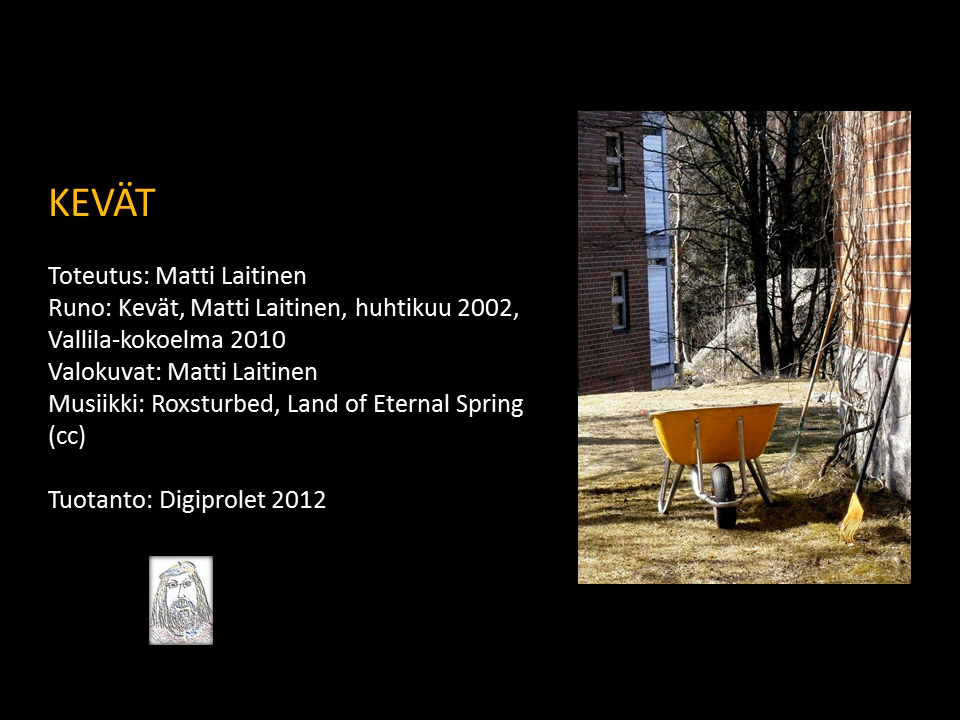 KEVÄT
Toteutus: Matti Laitinen
Runo: Kevät, Matti Laitinen, huhtikuu 2002,
Vallila-kokoelma 2010
Valokuvat: Matti Laitinen
Musiikki: Roxsturbed, Land of Eternal Spring
(cc)
Tuotanto: Digiprolet 2012